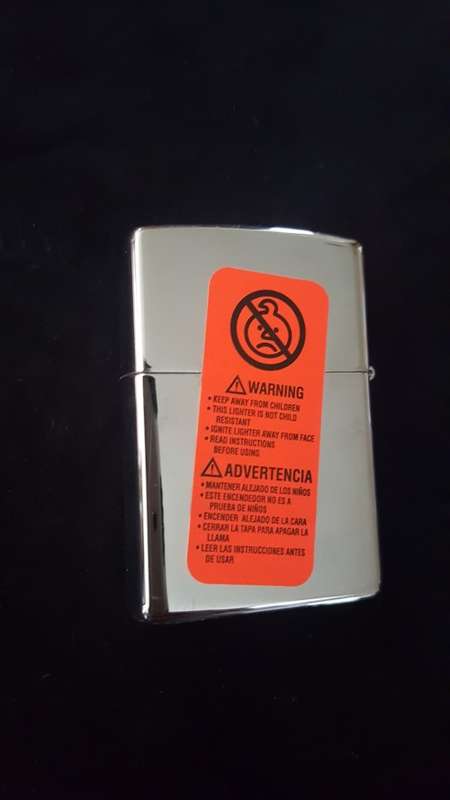 ⚠ WARNING
• KEEP AWAY FROM CHILDREN
• THIS LIGHTER IS NOT CHILD
RESISTANT
• IGNITE LIGHTER AWAY FROM FACE
• READ INSTRUCTIONS
BEFORE USING
⚠ ADVERTENCIA
• MANTENER ALEJADO DE LOS NIÑOS
• ESTE ENCENDEDOR NO ES A
PRUEBA DE NIÑOS
• ENCENDER ALEJADO DE LA CARA
• CERRAR LA TAPA PARA APAGAR LA
LLAMA
• LEER LAS INSTRUCCIONES ANTES
DE USAR